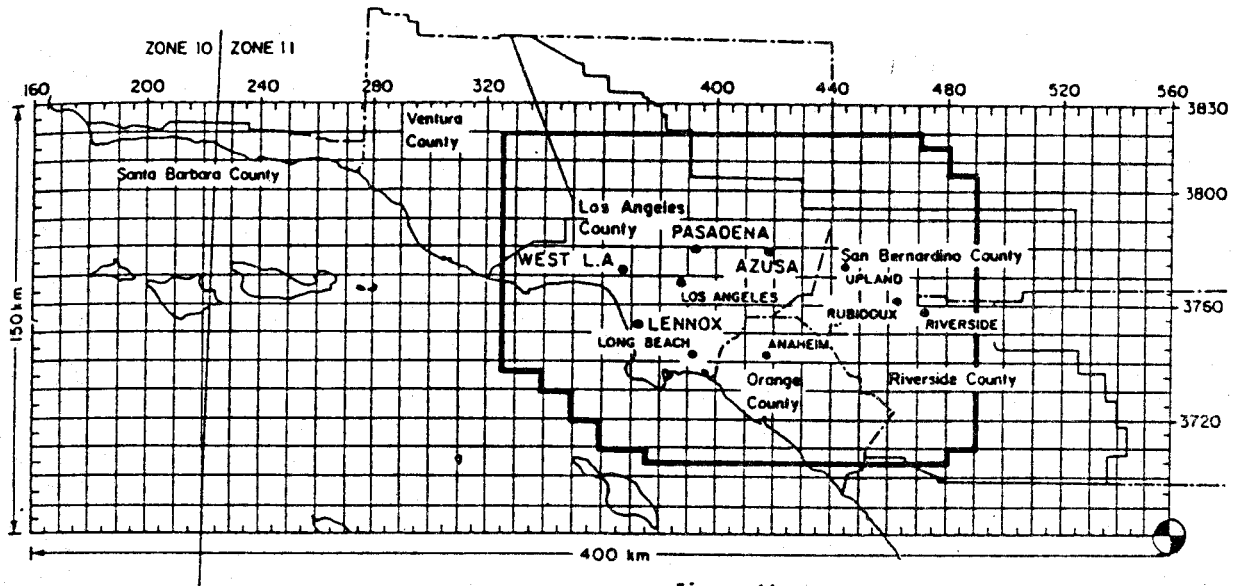 ZONE 10 ZONE 11
160 200 240 280 320 400 440 480 520 560
3830
Ventura
County
Santa Barbara County
3800
Los Angeles
County
PASADENA
WEST L.A
AZUSA
San Bernardino County
UPLAND
LOS ANGELES
3760
RUBIDOUX
RIVERSIDE
LENNOX
LONG BEACH
ANAHEIM
150 km
Orange
County
Riverside County
3720
400 km